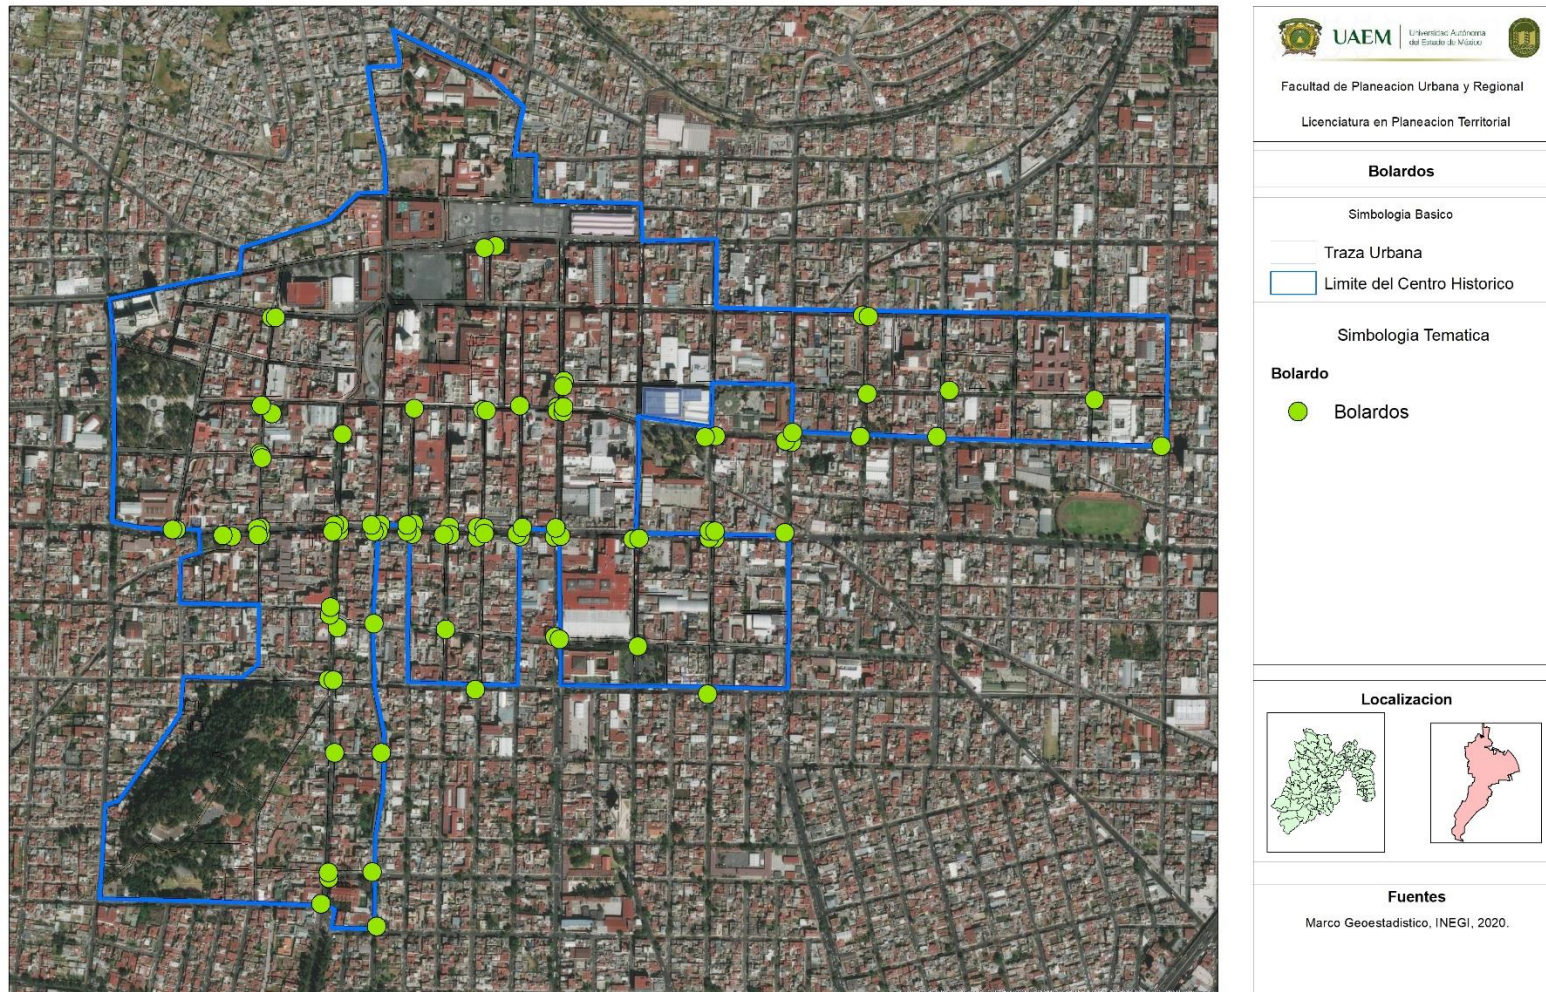 UAEM
Universidad Autónoma
del Estado de México
Facultad de Planeacion Urbana y Regional
Licenciatura en Planeacion Territorial
Bolardos
Simbologia Basico
Traza Urbana
Limite del Centro Historico
Simbologia Tematica
Bolardo
Bolardos
Localizacion
Fuentes
Marco Geoestadistico, INEGI, 2020.